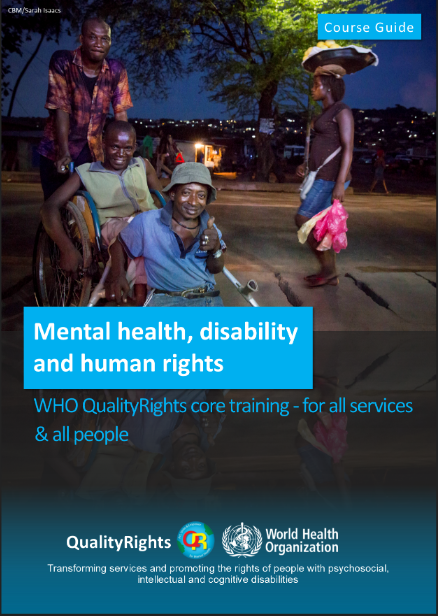 CBM/Sarah Isaacs
Course Guide
Mental health, disability
and human rights
WHO QualityRights core training - for all services
& all people
QualityRights
QR
World Health
Organization
Transforming services and promoting the rights of people with psychosocial,
intellectual and cognitive disabilities